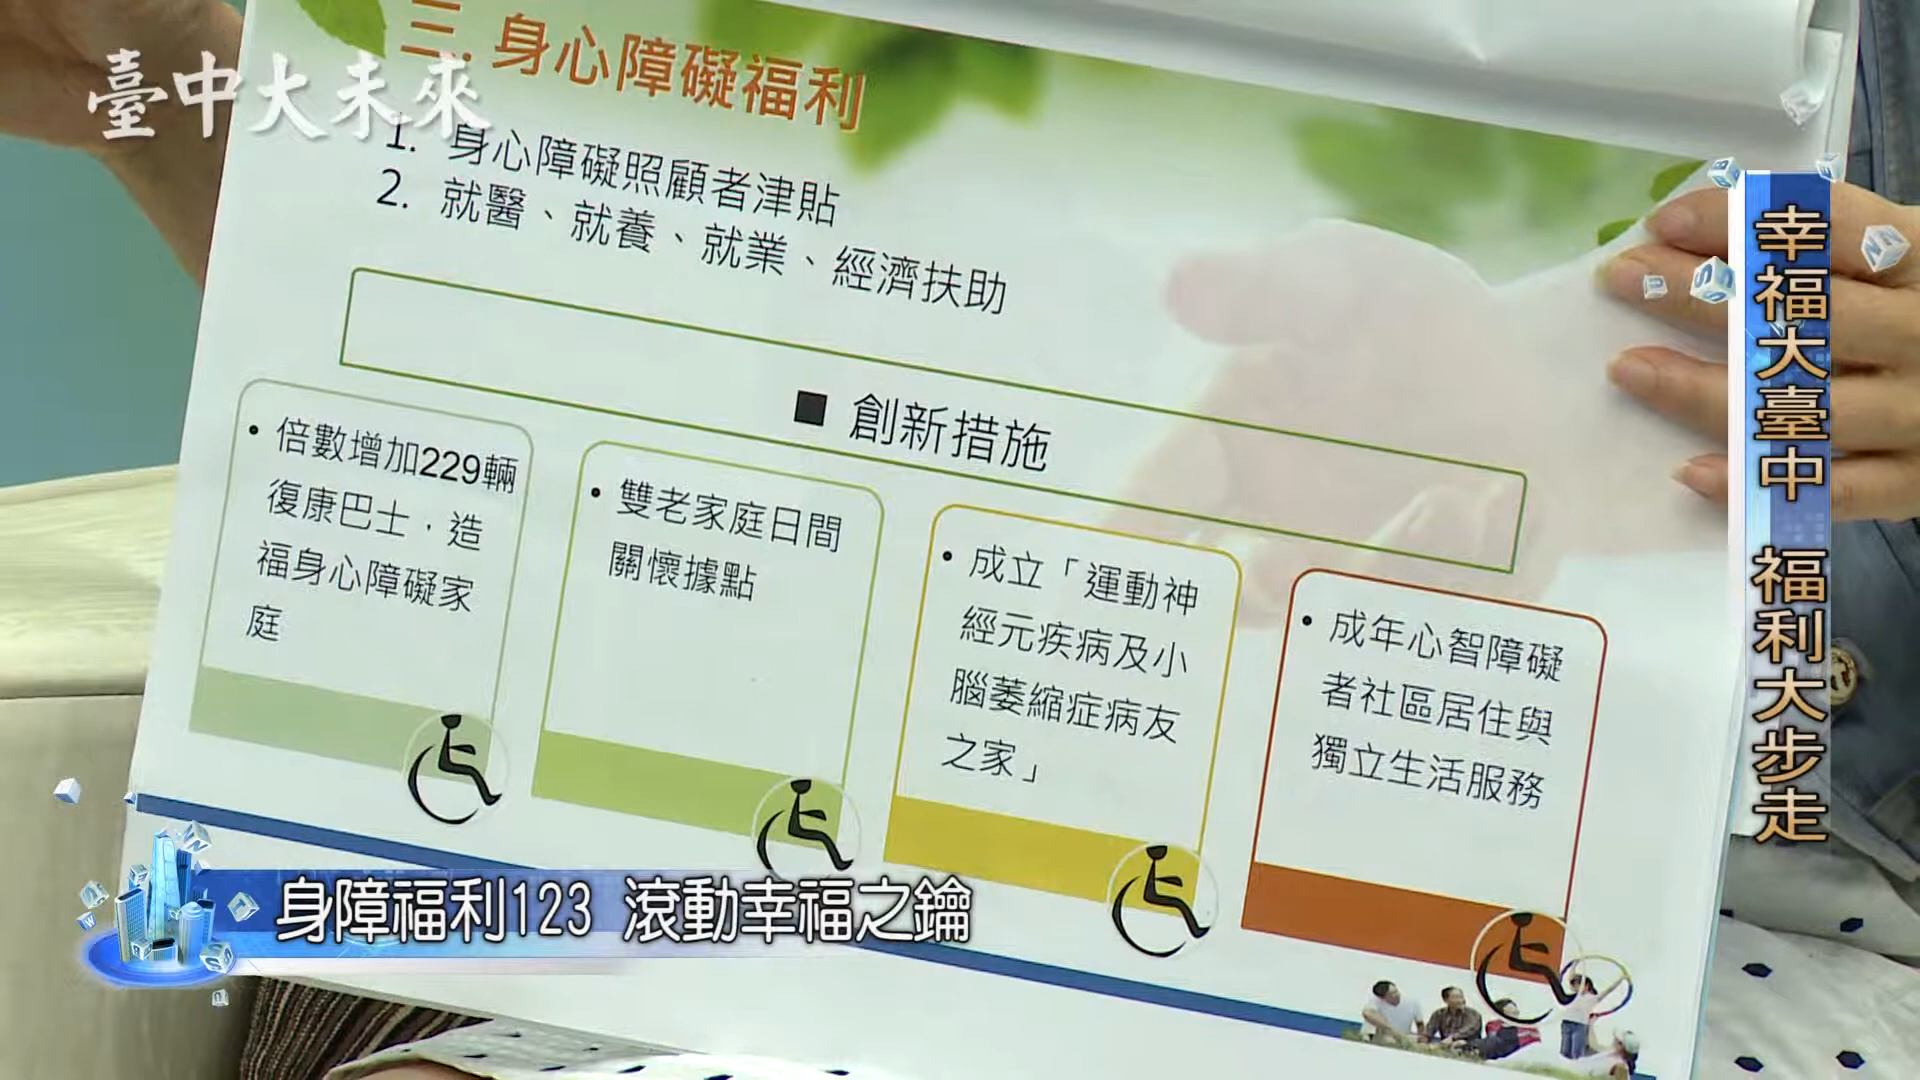 臺中大未來
三. 身心障礙福利
1. 身心障礙照顧者津貼
2. 就醫、就養、就業、經濟扶助
■ 創新措施
• 倍數增加229輛
復康巴士，造
福身心障礙家
庭
• 雙老家庭日間
關懷據點
• 成立「運動神
經元疾病及小
腦萎縮症病友
之家」
• 成年心智障礙
者社區居住與
獨立生活服務
幸福大臺中 福利大步走
身障福利123 滾動幸福之鑰